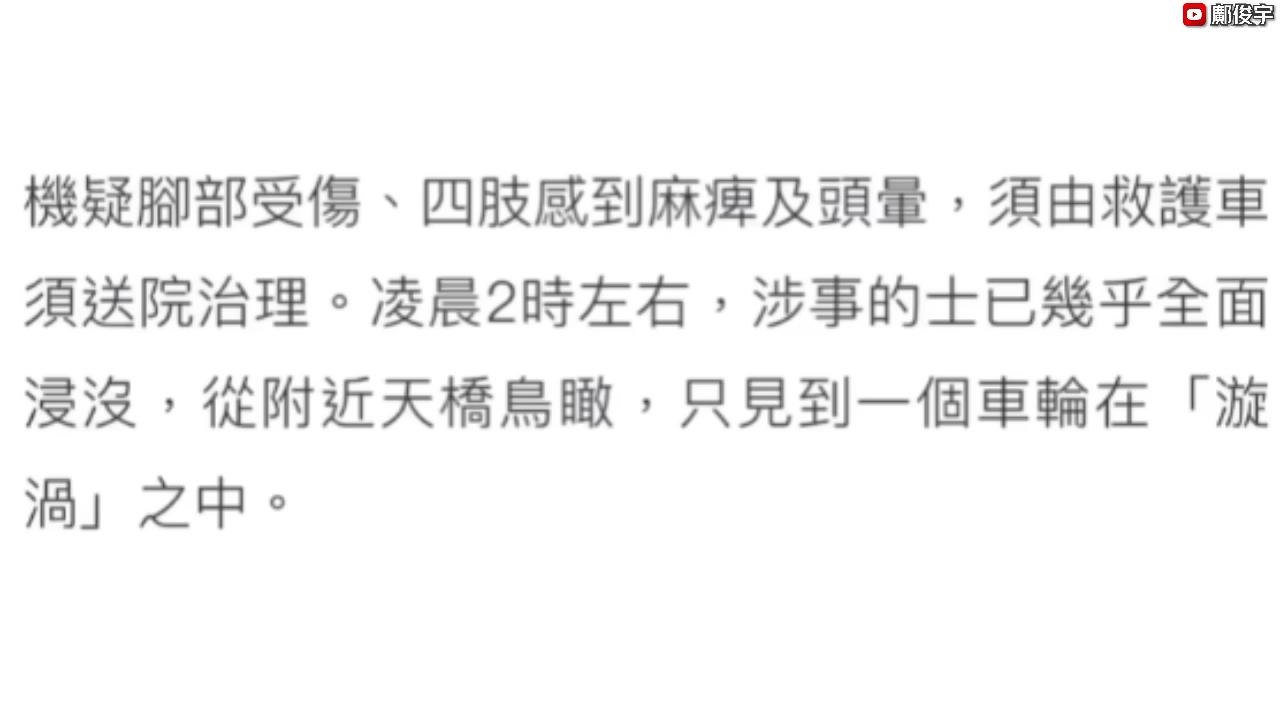 鄺俊宇
機疑腳部受傷、四肢感到麻痺及頭暈，須由救護車
須送院治理。凌晨2時左右，涉事的士已幾乎全面
浸沒，從附近天橋鳥瞰，只見到一個車輪在「漩
渦」之中。